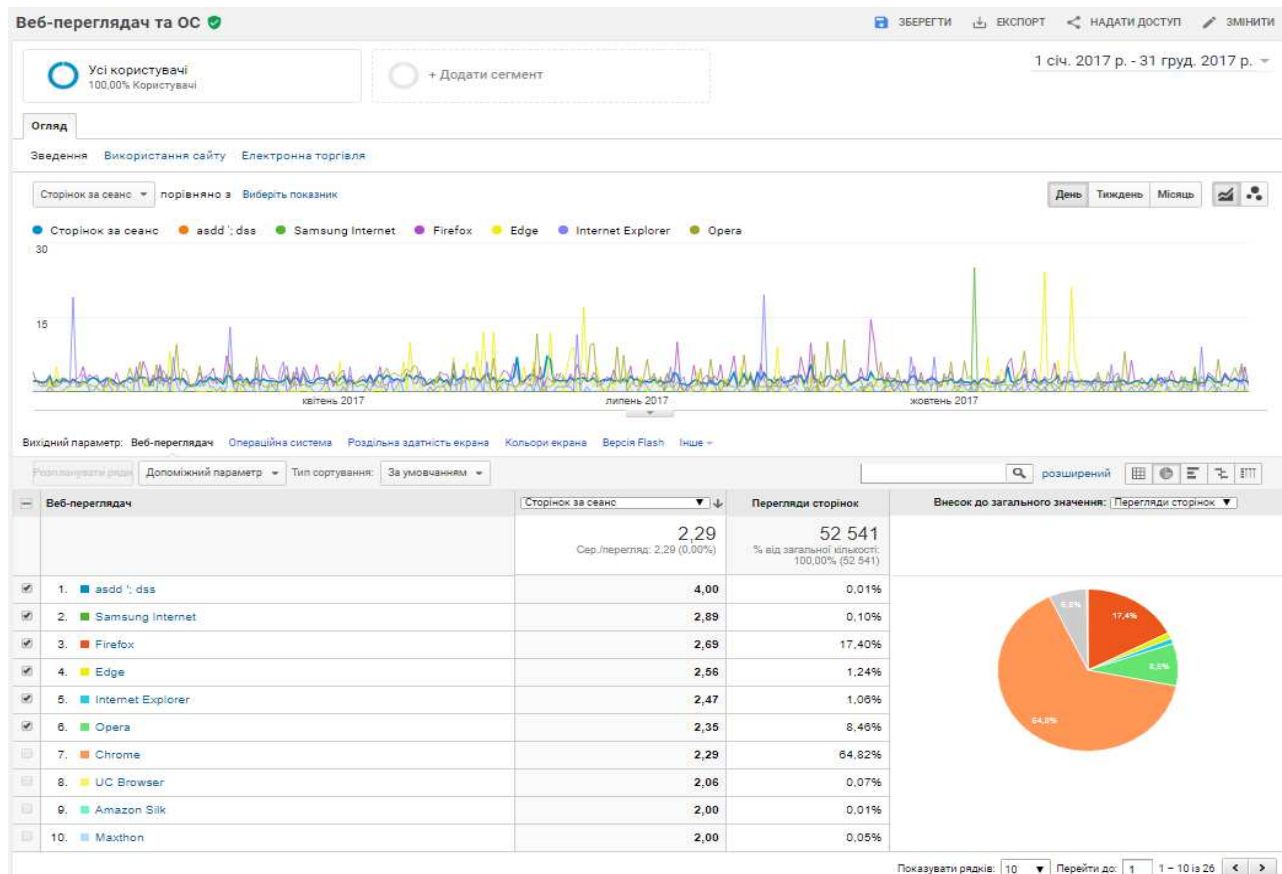 Веб-переглядач та ОС
ЗБЕРЕГТИ ЕКСПОРТ НАДАТИ ДОСТУП ЗМІНИТИ
Усі користувачі
100,00% Користувачі
+ Додати сегмент
1 січ. 2017 р. - 31 груд. 2017 р.
Огляд
Зведення Використання сайту Електронна торгівля
Сторінок за сеанс порівняно з Виберіть показник
День Тиждень Місяць
Сторінок за сеанс asdd '; dss Samsung Internet Firefox Edge Internet Explorer Opera
30
15
квітень 2017 липень 2017 жовтень 2017
Вихідний параметр: Веб-переглядач Операційна система Роздільна здатність екрана Кольори екрана Версія Flash Інше
Розпланувати ряди Допоміжний параметр Тип сортування: За умовчанням розширений
Веб-переглядач Сторінок за сеанс Перегляди сторінок Внесок до загального значення: Перегляди сторінок
2,29 52 541
Сер./перегляд: 2,29 (0,00%) % від загальної кількості:
100,00% (52 541)
1. asdd '; dss 4,00 0,01%
2. Samsung Internet 2,89 0,10%
3. Firefox 2,69 17,40%
4. Edge 2,56 1,24%
5. Internet Explorer 2,47 1,06%
6. Opera 2,35 8,46%
7. Chrome 2,29 64,82%
8. UC Browser 2,06 0,07%
9. Amazon Silk 2,00 0,01%
10. Maxthon 2,00 0,05%
17,4%
64,8%
Показувати рядків: 10 Перейти до: 1 1 – 10 із 26